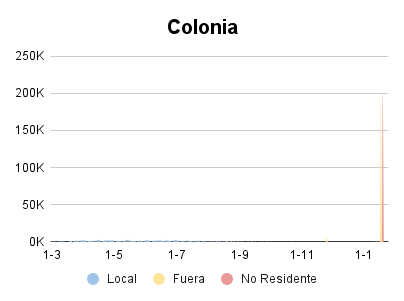 Colonia
250K
200K
150K
100K
50K
0K
1-3 1-5 1-7 1-9 1-11 1-1
Local Fuera No Residente